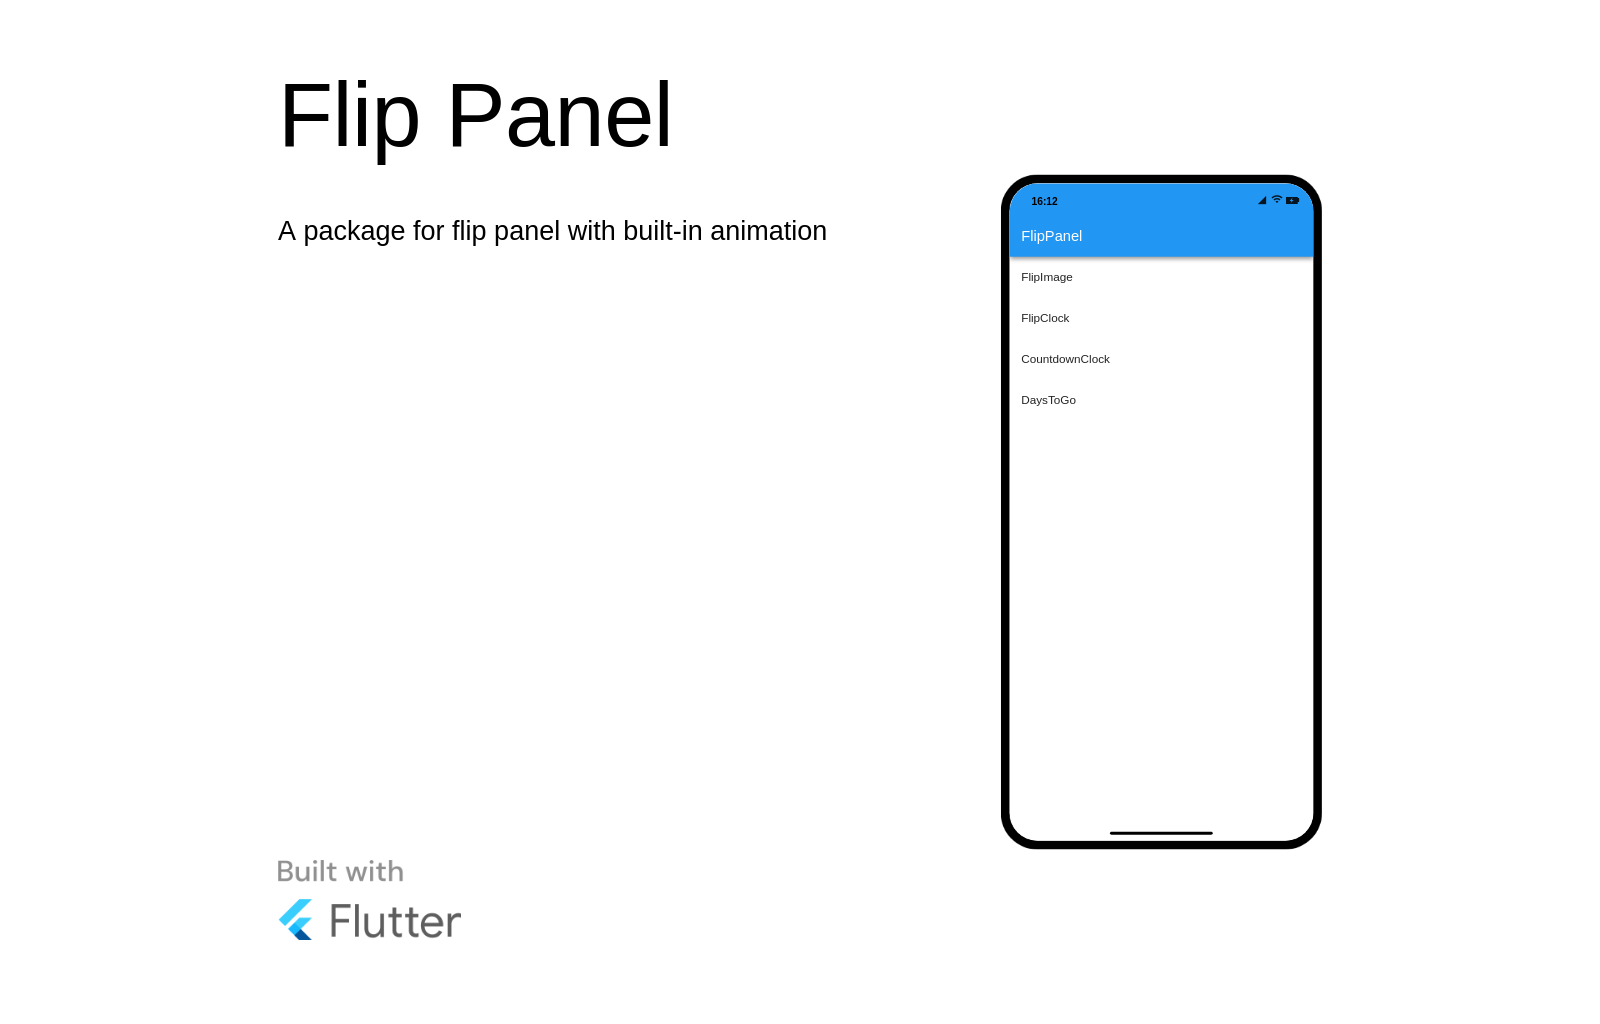 Flip Panel
A package for flip panel with built-in animation
16:12
FlipPanel
FlipImage
FlipClock
CountdownClock
DaysToGo
Built with
Flutter